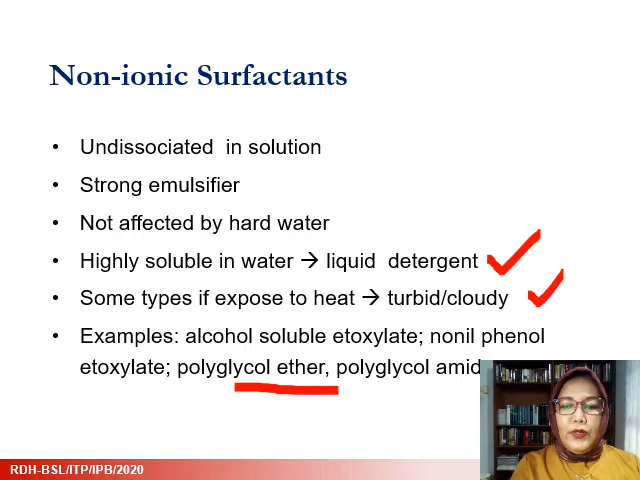 Non-ionic Surfactants
• Undissociated in solution
• Strong emulsifier
• Not affected by hard water
• Highly soluble in water → liquid detergent
• Some types if expose to heat → turbid/cloudy
• Examples: alcohol soluble etoxylate; nonil phenol
etoxylate; polyglycol ether, polyglycol amid
RDH-BSL/ITP/IPB/2020